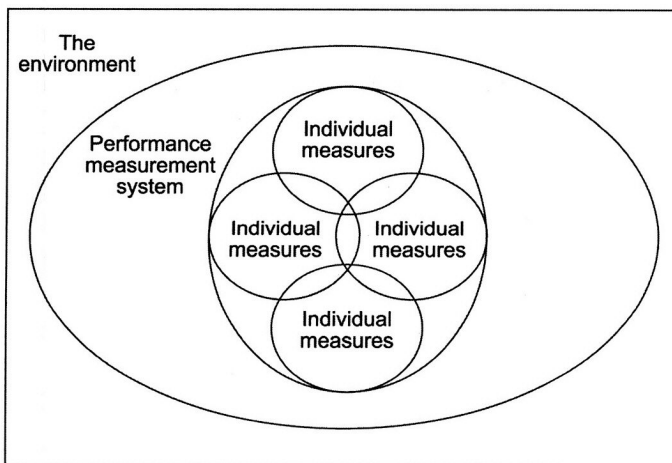 The
environment
Performance
measurement
system
Individual
measures
Individual
measures
Individual
measures
Individual
measures